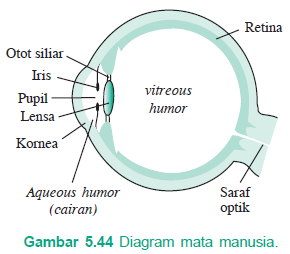 Retina
Otot siliar
Iris
Pupil
Lensa
Kornea
vitreous
humor
Aqueous humor
(cairan)
Saraf
optik
Gambar 5.44 Diagram mata manusia.